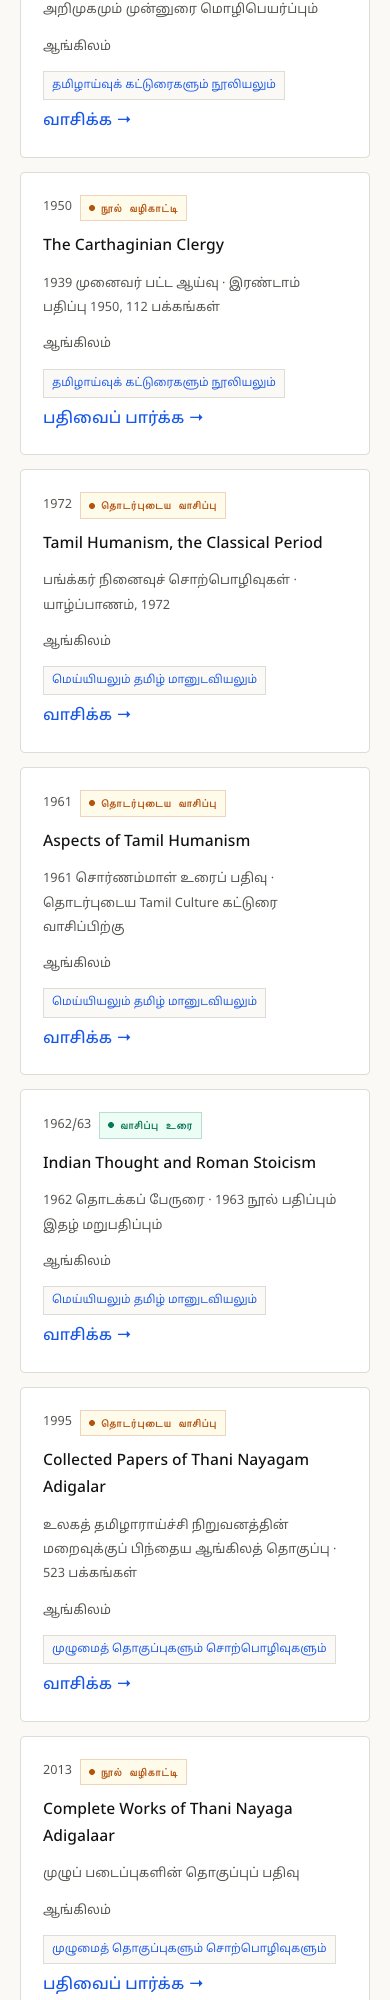 அறிமுகமும் முன்னுரை மொழிபெயர்ப்பும்
ஆங்கிலம்
தமிழாய்வுக் கட்டுரைகளும் நூலியலும்
வாசிக்க →
1950 ● நூல் வழிகாட்டி
The Carthaginian Clergy
1939 முனைவர் பட்ட ஆய்வு · இரண்டாம்
பதிப்பு 1950, 112 பக்கங்கள்
ஆங்கிலம்
தமிழாய்வுக் கட்டுரைகளும் நூலியலும்
பதிவைப் பார்க்க →
1972 ● தொடர்புடைய வாசிப்பு
Tamil Humanism, the Classical Period
பங்க்கர் நினைவுச் சொற்பொழிவுகள் ·
யாழ்ப்பாணம், 1972
ஆங்கிலம்
மெய்யியலும் தமிழ் மானுடவியலும்
வாசிக்க →
1961 ● தொடர்புடைய வாசிப்பு
Aspects of Tamil Humanism
1961 சொர்ணம்மாள் உரைப் பதிவு ·
தொடர்புடைய Tamil Culture கட்டுரை
வாசிப்பிற்கு
ஆங்கிலம்
மெய்யியலும் தமிழ் மானுடவியலும்
வாசிக்க →
1962/63 ● வாசிப்பு உரை
Indian Thought and Roman Stoicism
1962 தொடக்கப் பேருரை · 1963 நூல் பதிப்பும்
இதழ் மறுபதிப்பும்
ஆங்கிலம்
மெய்யியலும் தமிழ் மானுடவியலும்
வாசிக்க →
1995 ● தொடர்புடைய வாசிப்பு
Collected Papers of Thani Nayagam
Adigalar
உலகத் தமிழாராய்ச்சி நிறுவனத்தின்
மறைவுக்குப் பிந்தைய ஆங்கிலத் தொகுப்பு ·
523 பக்கங்கள்
ஆங்கிலம்
முழுமைத் தொகுப்புகளும் சொற்பொழிவுகளும்
வாசிக்க →
2013 ● நூல் வழிகாட்டி
Complete Works of Thani Nayaga
Adigalaar
முழுப் படைப்புகளின் தொகுப்புப் பதிவு
ஆங்கிலம்
முழுமைத் தொகுப்புகளும் சொற்பொழிவுகளும்
பதிவைப் பார்க்க →